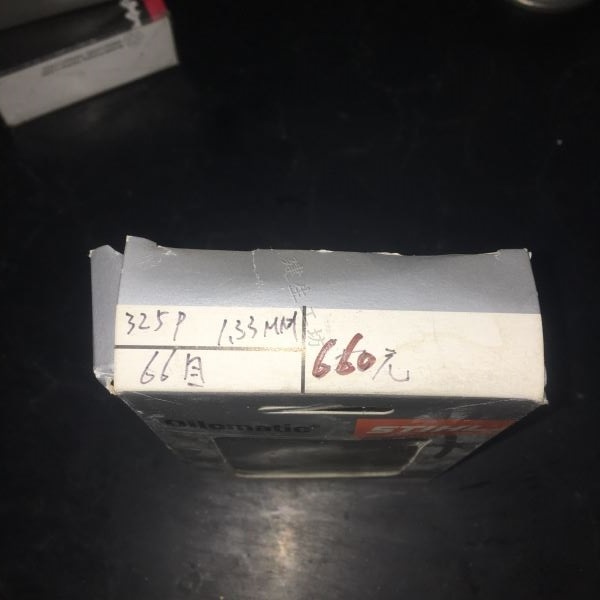 325P 1.33MM
66目 660元
Oilomatic
STIHL